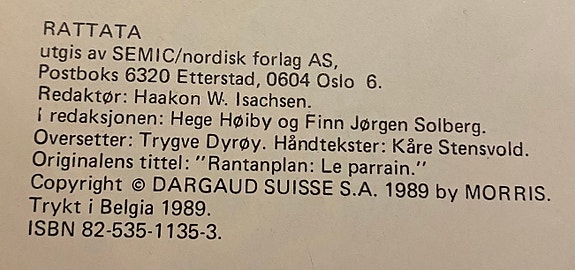 RATTATA
utgis av SEMIC/nordisk forlag AS,
Postboks 6320 Etterstad, 0604 Oslo 6.
Redaktør: Haakon W. Isachsen.
I redaksjonen: Hege Høiby og Finn Jørgen Solberg.
Oversetter: Trygve Dyrøy. Håndtekster: Kåre Stensvold.
Originalens tittel: "Rantanplan: Le parrain."
Copyright © DARGAUD SUISSE S.A. 1989 by MORRIS.
Trykt i Belgia 1989.
ISBN 82-535-1135-3.